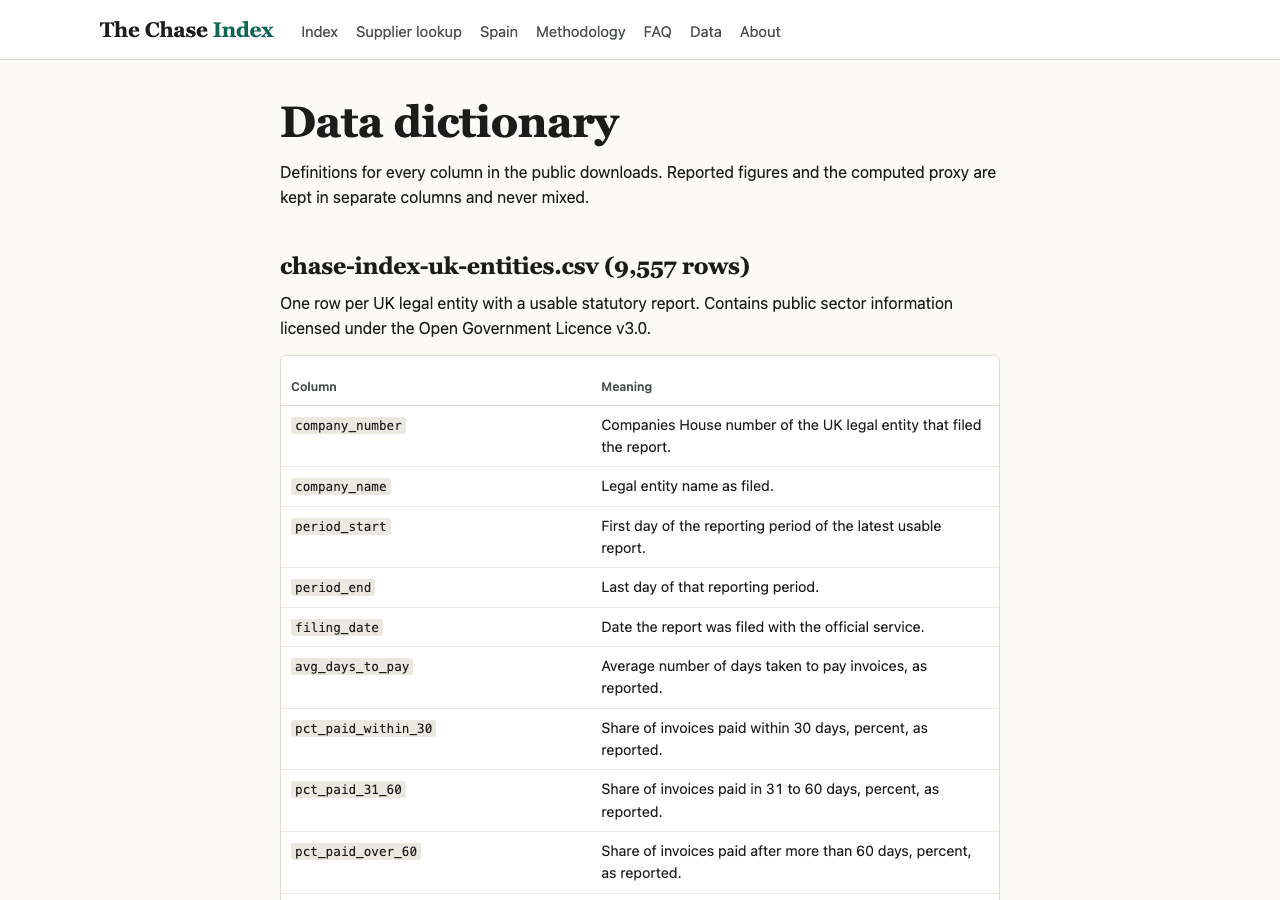 The Chase Index
Index Supplier lookup Spain Methodology FAQ Data About
Data dictionary
Definitions for every column in the public downloads. Reported figures and the computed proxy are
kept in separate columns and never mixed.
chase-index-uk-entities.csv (9,557 rows)
One row per UK legal entity with a usable statutory report. Contains public sector information
licensed under the Open Government Licence v3.0.
Column Meaning
company_number Companies House number of the UK legal entity that filed
the report.
company_name Legal entity name as filed.
period_start First day of the reporting period of the latest usable
report.
period_end Last day of that reporting period.
filing_date Date the report was filed with the official service.
avg_days_to_pay Average number of days taken to pay invoices, as
reported.
pct_paid_within_30 Share of invoices paid within 30 days, percent, as
reported.
pct_paid_31_60 Share of invoices paid in 31 to 60 days, percent, as
reported.
pct_paid_over_60 Share of invoices paid after more than 60 days, percent,
as reported.